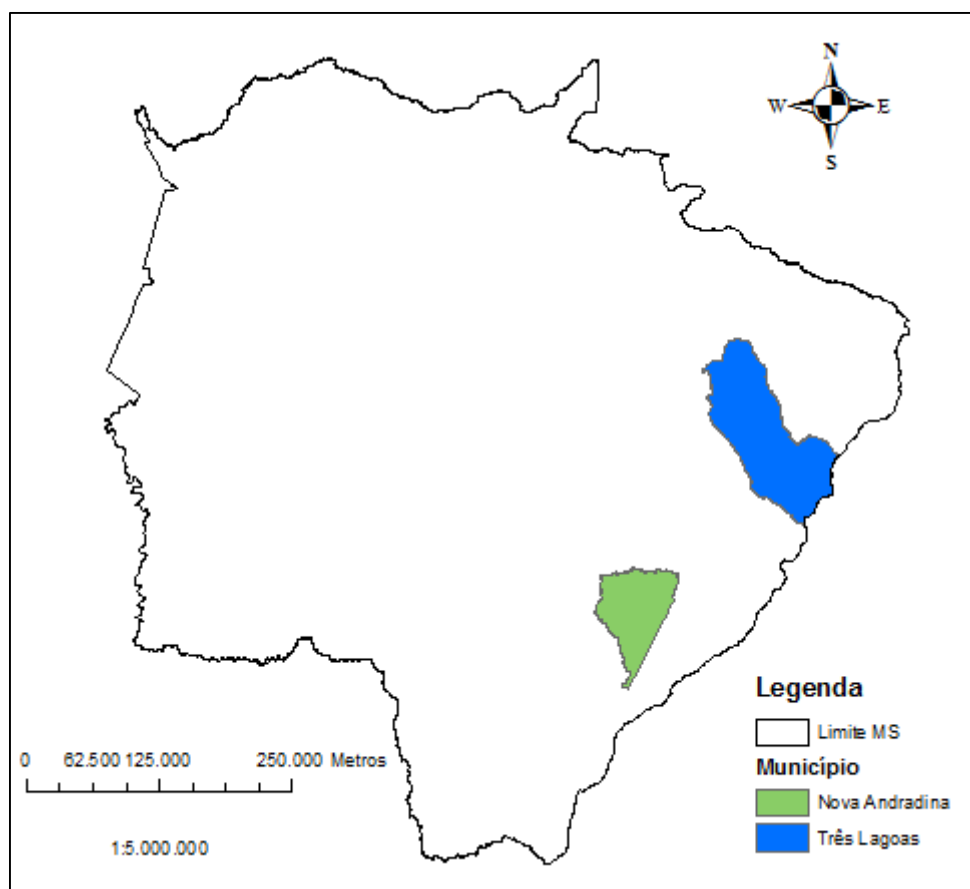 N
W E
S
Legenda
Limite MS
Município
Nova Andradina
Três Lagoas
0 62.500 125.000 250.000 Metros
1:5.000.000